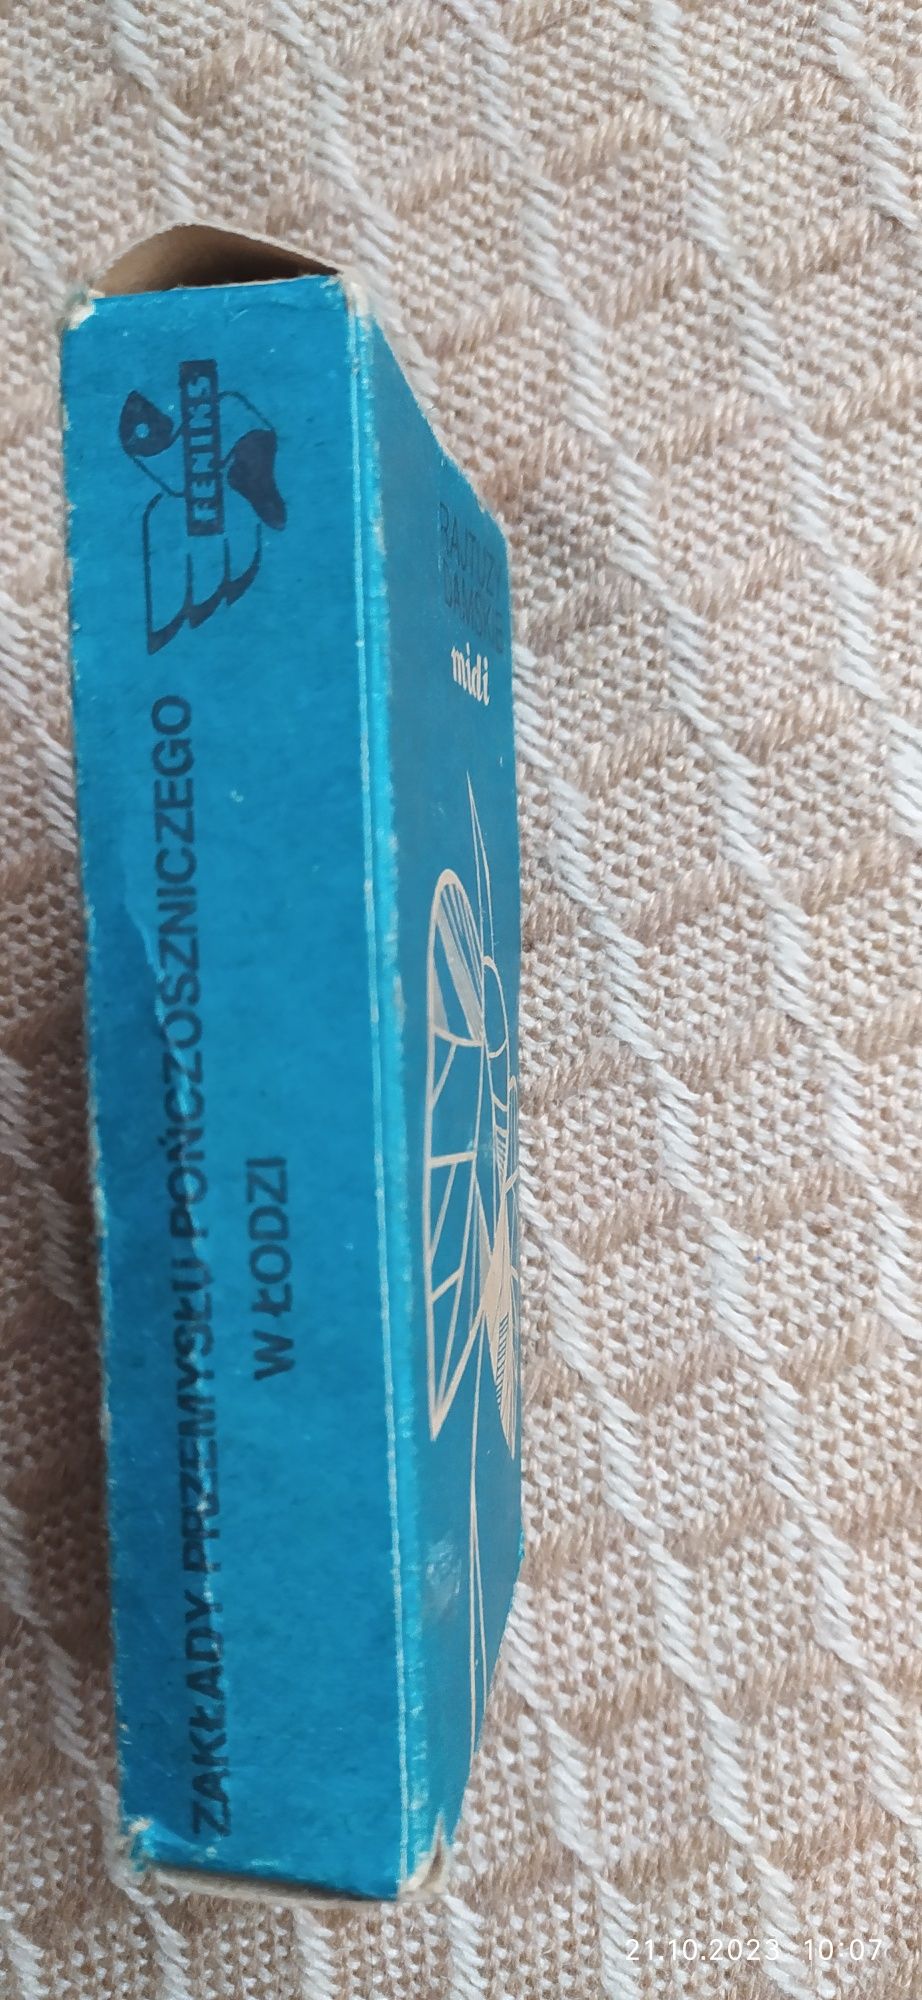 FENIKS
ZAKŁADY PRZEMYSŁU POŃCZOSZNICZEGO
W ŁODZI
RAJTUZY
DAMSKIE
midi
21.10.2023 10:07